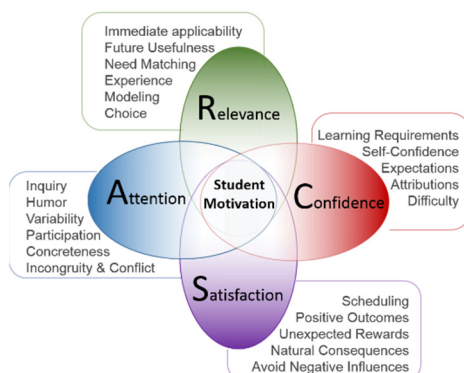 Immediate applicability
Future Usefulness
Need Matching
Experience
Modeling
Choice
Relevance
Learning Requirements
Self-Confidence
Expectations
Attributions
Difficulty
Attention
Student
Motivation
Confidence
Inquiry
Humor
Variability
Participation
Concreteness
Incongruity & Conflict
Satisfaction
Scheduling
Positive Outcomes
Unexpected Rewards
Natural Consequences
Avoid Negative Influences